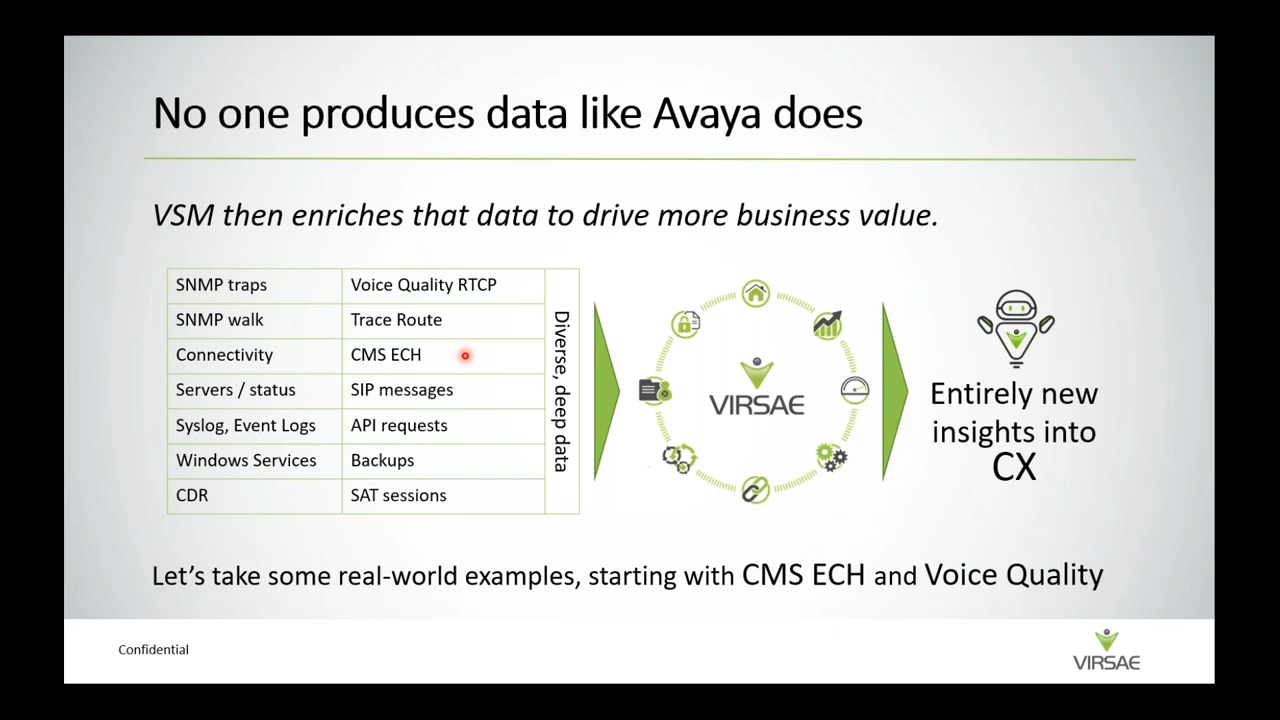 No one produces data like Avaya does
VSM then enriches that data to drive more business value.
SNMP traps
Voice Quality RTCP
SNMP walk
Trace Route
Connectivity
CMS ECH
Servers / status
SIP messages
Syslog, Event Logs
API requests
Windows Services
Backups
CDR
SAT sessions
Diverse, deep data
VIRSAE
Entirely new
insights into
CX
Let’s take some real-world examples, starting with CMS ECH and Voice Quality
Confidential
VIRSAE